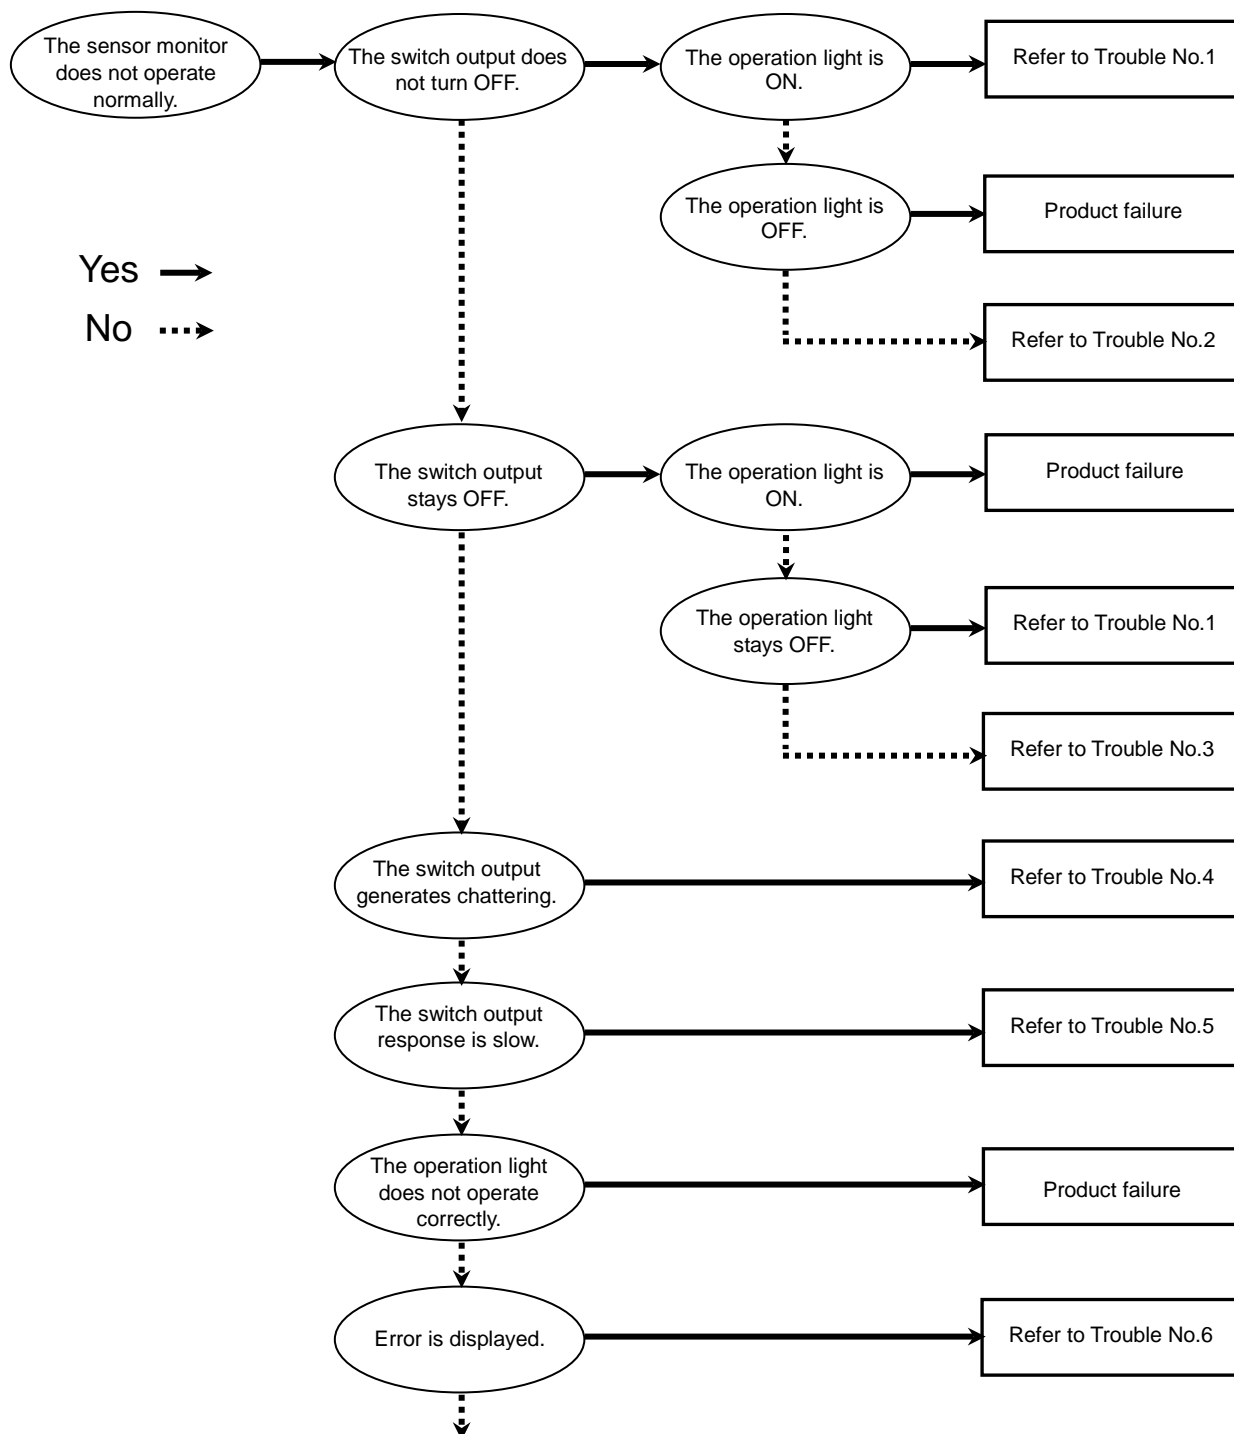 The sensor monitor
does not operate
normally.
The switch output does
not turn OFF.
The operation light is
ON.
Refer to Trouble No.1
The operation light is
OFF.
Product failure
Yes
No
Refer to Trouble No.2
The switch output
stays OFF.
The operation light is
ON.
Product failure
The operation light
stays OFF.
Refer to Trouble No.1
Refer to Trouble No.3
The switch output
generates chattering.
Refer to Trouble No.4
The switch output
response is slow.
Refer to Trouble No.5
The operation light
does not operate
correctly.
Product failure
Error is displayed.
Refer to Trouble No.6